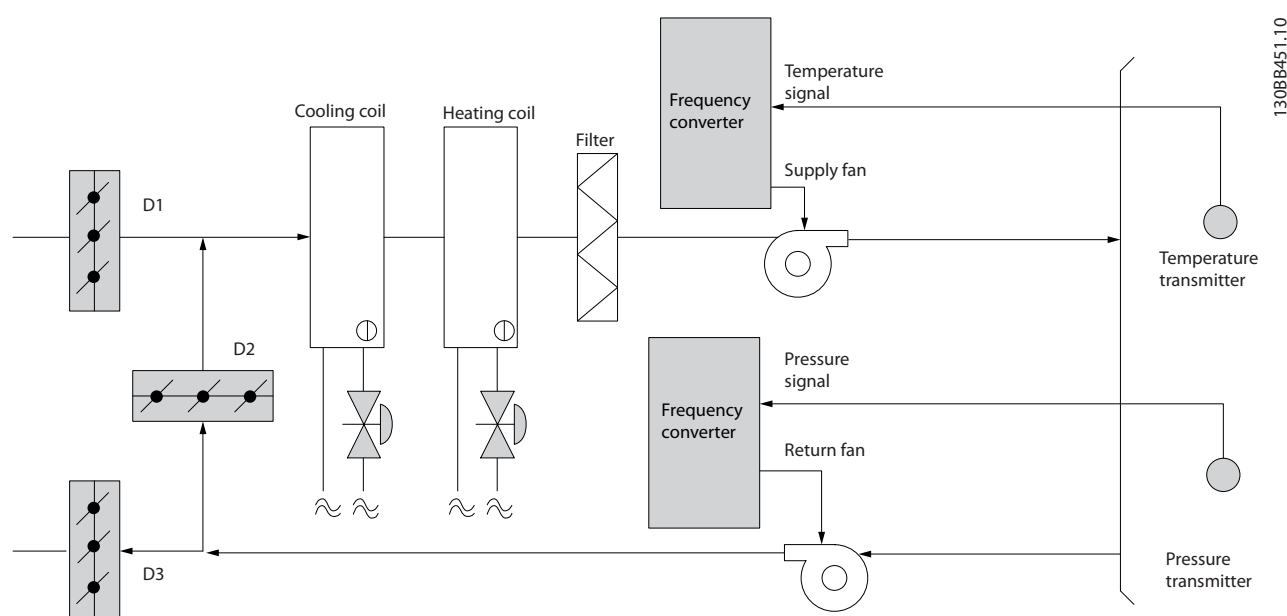 130BB451.10
Temperature
signal
Frequency
converter
Cooling coil
Heating coil
Filter
Supply fan
D1
Temperature
transmitter
D2
Pressure
signal
Frequency
converter
Return fan
D3
Pressure
transmitter